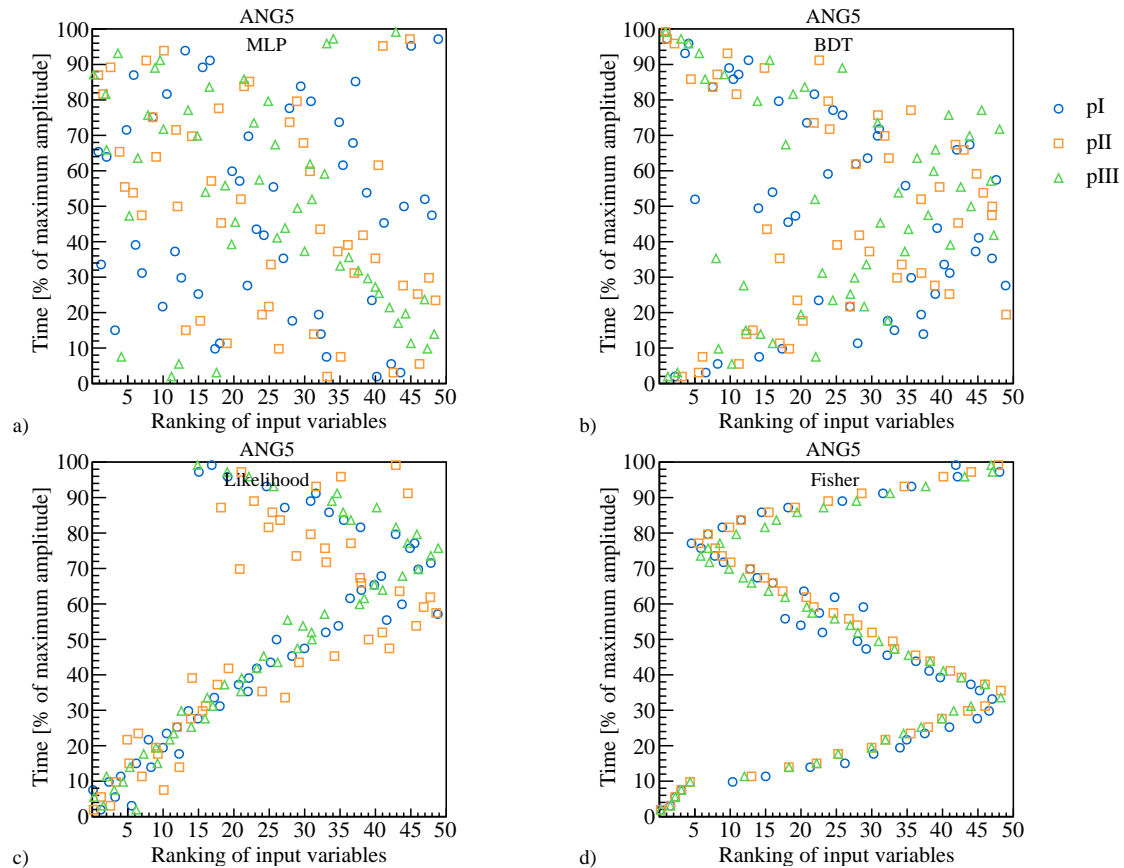 ANG5
MLP
Time [% of maximum amplitude]
100
90
80
70
60
50
40
30
20
10
0
5 10 15 20 25 30 35 40 45 50
Ranking of input variables
a)
ANG5
BDT
Time [% of maximum amplitude]
100
90
80
70
60
50
40
30
20
10
0
5 10 15 20 25 30 35 40 45 50
Ranking of input variables
b)
pI
pII
pIII
ANG5
Likelihood
Time [% of maximum amplitude]
100
90
80
70
60
50
40
30
20
10
0
5 10 15 20 25 30 35 40 45 50
Ranking of input variables
c)
ANG5
Fisher
Time [% of maximum amplitude]
100
90
80
70
60
50
40
30
20
10
0
5 10 15 20 25 30 35 40 45 50
Ranking of input variables
d)